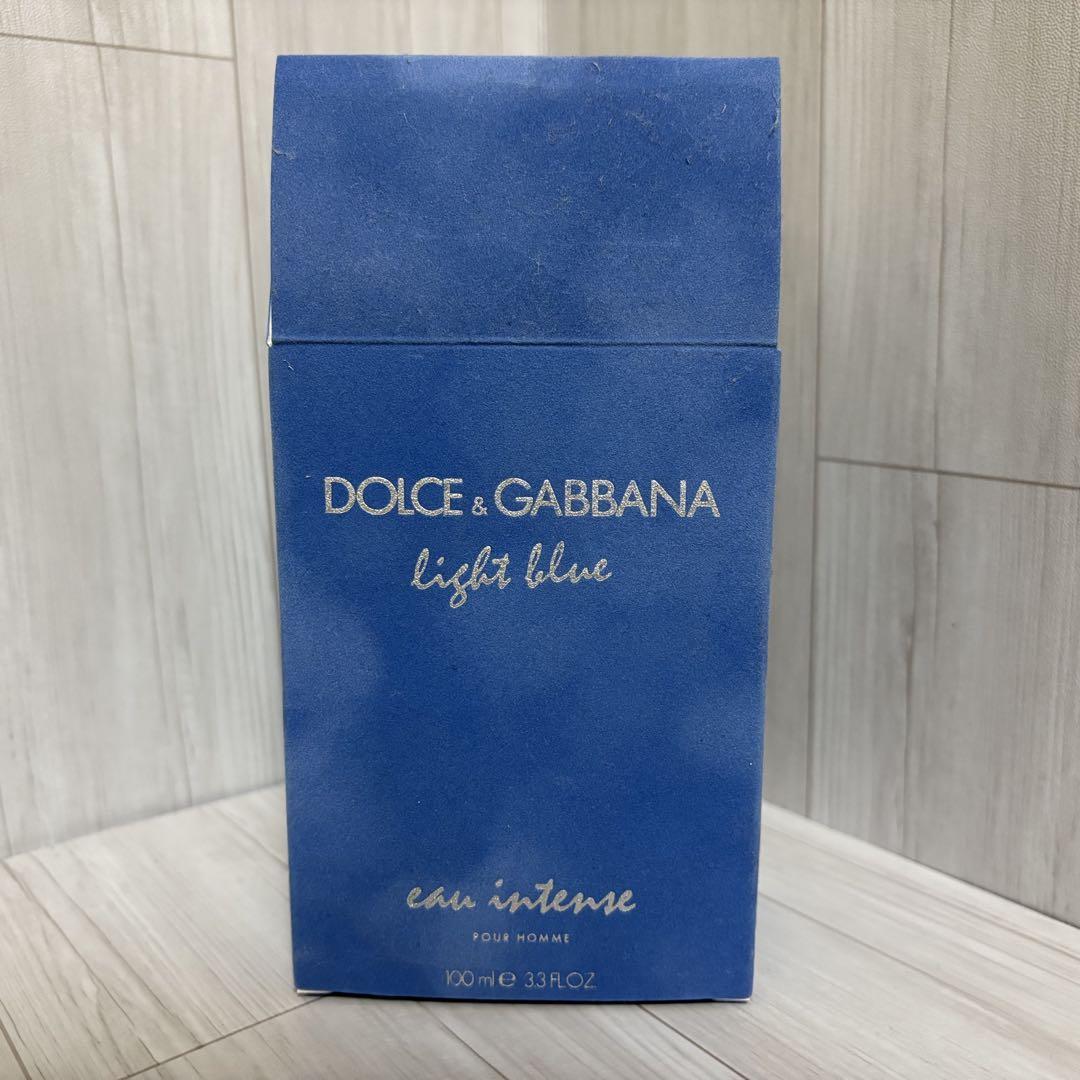 DOLCE & GABBANA
light blue
eau intense
POUR HOMME
100 ml e 3.3 FL.OZ.